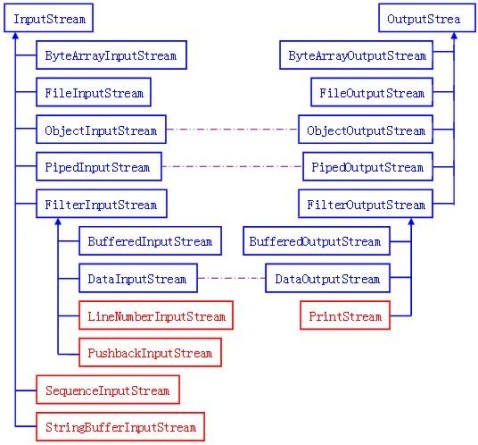 InputStream OutputStrea
ByteArrayInputStream ByteArrayOutputStream
FileInputStream FileOutputStream
ObjectInputStream ObjectOutputStream
PipedInputStream PipedOutputStream
FilterInputStream FilterOutputStream
BufferedInputStream BufferedOutputStream
DataInputStream DataOutputStream
LineNumberInputStream PrintStream
PushbackInputStream
SequenceInputStream
StringBufferInputStream